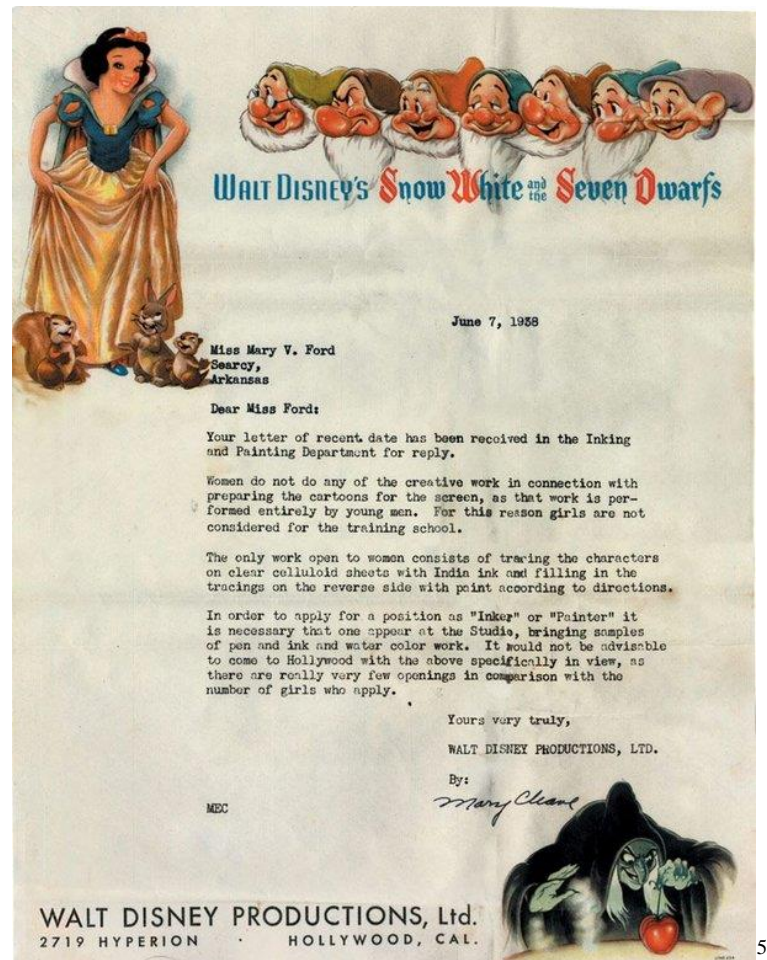 WALT DISNEY'S Snow White and the Seven Dwarfs
June 7, 1938
Miss Mary V. Ford
Searcy,
Arkansas
Dear Miss Ford:
Your letter of recent date has been received in the Inking
and Painting Department for reply.
Women do not do any of the creative work in connection with
preparing the cartoons for the screen, as that work is per-
formed entirely by young men. For this reason girls are not
considered for the training school.
The only work open to women consists of tracing the characters
on clear celluloid sheets with India ink and filling in the
tracings on the reverse side with paint according to directions.
In order to apply for a position as "Inker" or "Painter" it
is necessary that one appear at the Studio, bringing samples
of pen and ink and water color work. It would not be advisable
to come to Hollywood with the above specifically in view, as
there are really very few openings in comparison with the
number of girls who apply.
Yours very truly,
WALT DISNEY PRODUCTIONS, LTD.
By:
Mary Cleave
MEC
WALT DISNEY PRODUCTIONS, Ltd.
2719 HYPERION · HOLLYWOOD, CAL.
5